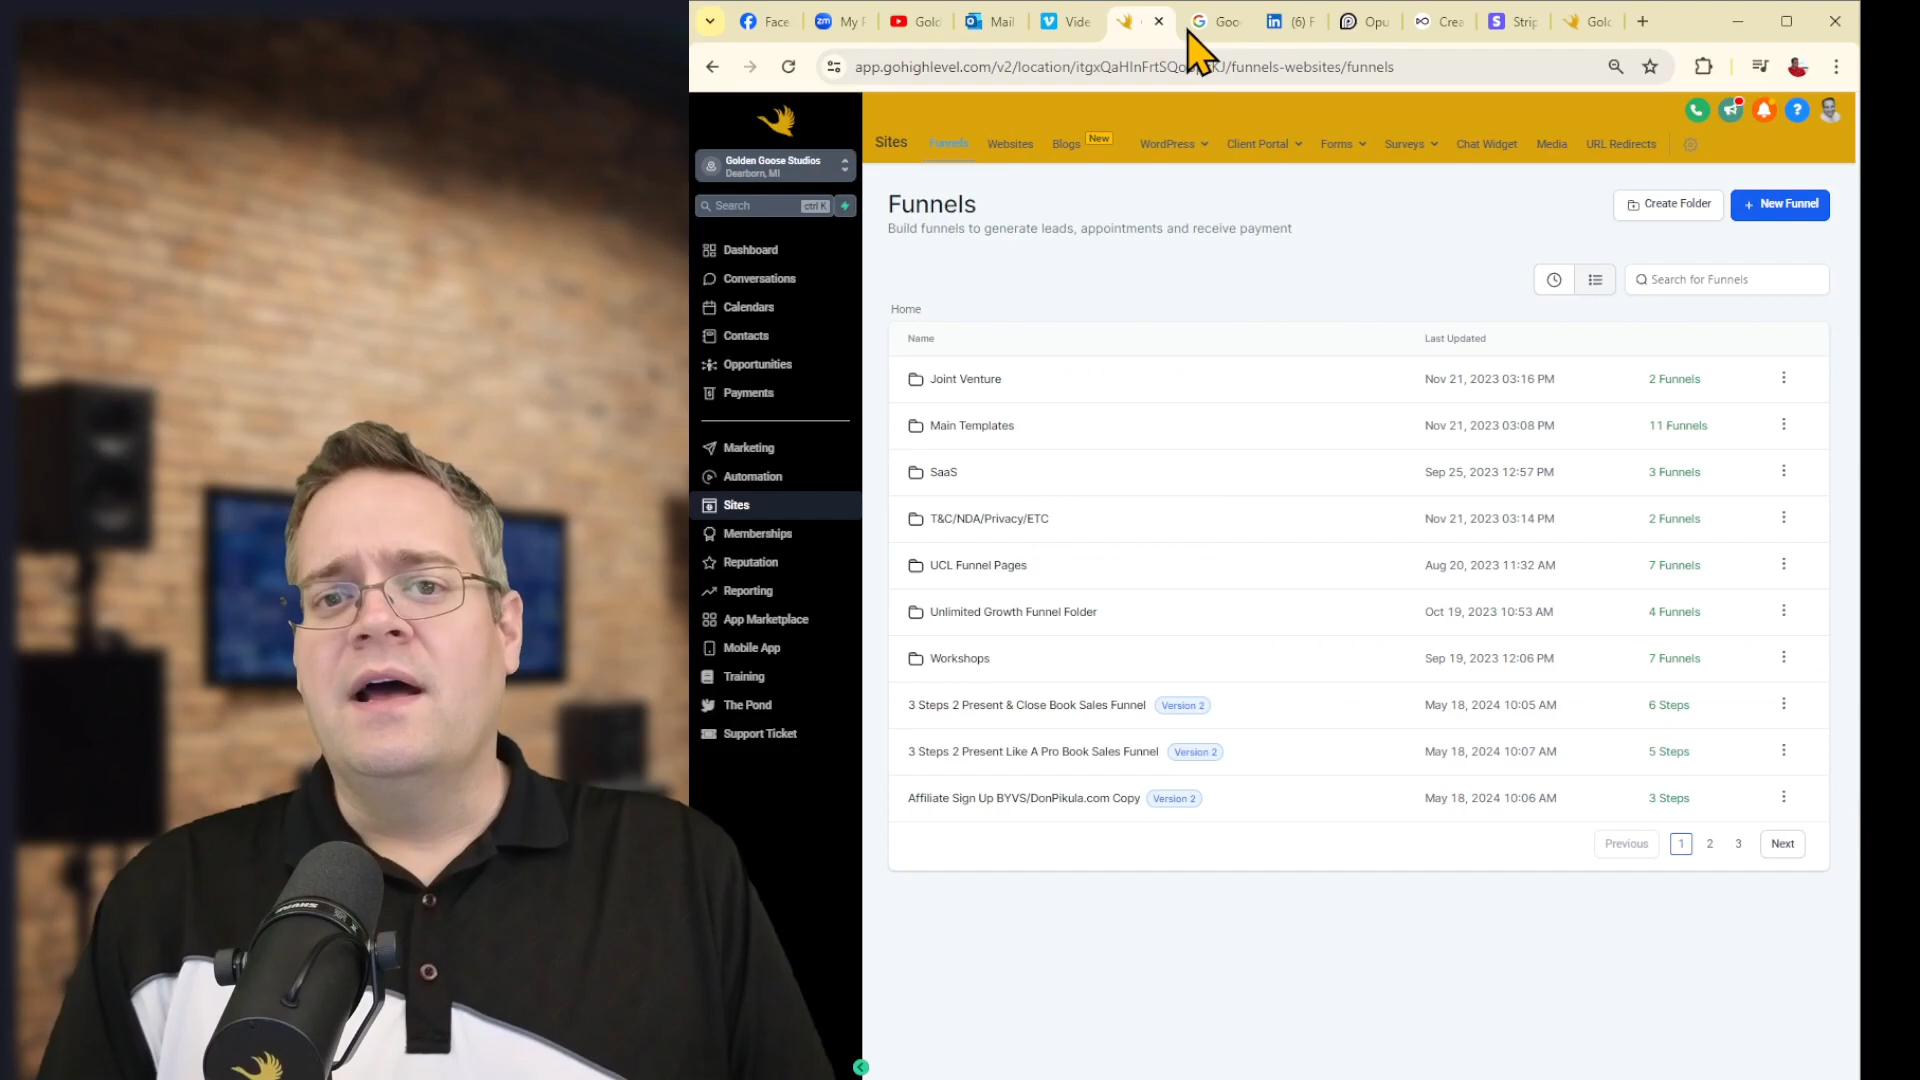 Face
My
Gold
Mail
Vide
Goo
(6) F
Opu
Crea
Strip
Gold
app.gohighlevel.com/v2/location/itgxQaHlnFrtSQo KJ/funnels-websites/funnels
Golden Goose Studios
Dearborn, MI
Search ctrl K
Dashboard
Conversations
Calendars
Contacts
Opportunities
Payments
Marketing
Automation
Sites
Memberships
Reputation
Reporting
App Marketplace
Mobile App
Training
The Pond
Support Ticket
Sites Funnels Websites Blogs New WordPress Client Portal Forms Surveys Chat Widget Media URL Redirects
Funnels
Build funnels to generate leads, appointments and receive payment
Create Folder
+ New Funnel
Search for Funnels
Home
Name Last Updated
Joint Venture Nov 21, 2023 03:16 PM 2 Funnels
Main Templates Nov 21, 2023 03:08 PM 11 Funnels
SaaS Sep 25, 2023 12:57 PM 3 Funnels
T&C/NDA/Privacy/ETC Nov 21, 2023 03:14 PM 2 Funnels
UCL Funnel Pages Aug 20, 2023 11:32 AM 7 Funnels
Unlimited Growth Funnel Folder Oct 19, 2023 10:53 AM 4 Funnels
Workshops Sep 19, 2023 12:06 PM 7 Funnels
3 Steps 2 Present & Close Book Sales Funnel Version 2 May 18, 2024 10:05 AM 6 Steps
3 Steps 2 Present Like A Pro Book Sales Funnel Version 2 May 18, 2024 10:07 AM 5 Steps
Affiliate Sign Up BYVS/DonPikula.com Copy Version 2 May 18, 2024 10:06 AM 3 Steps
Previous 1 2 3 Next
SHURE